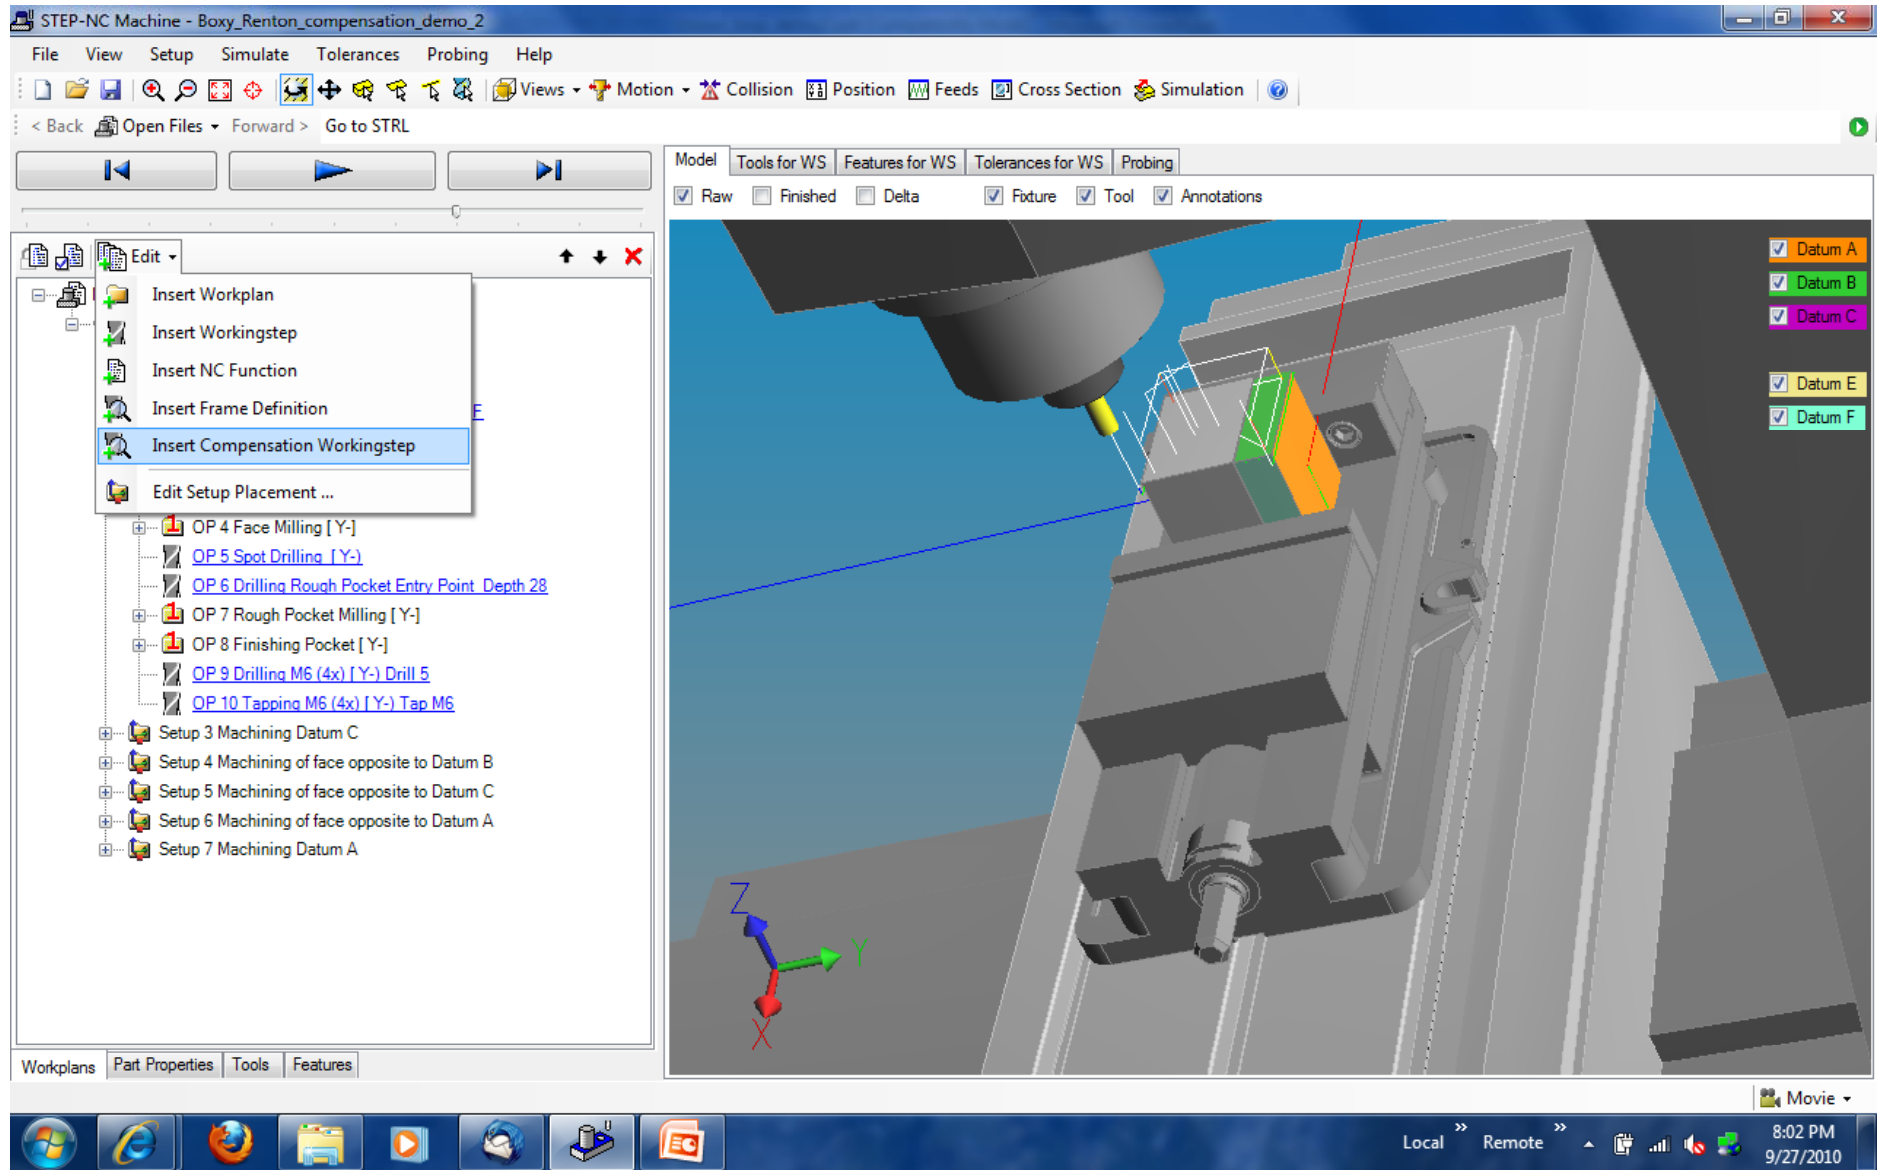 STEP-NC Machine - Boxy_Renton_compensation_demo_2
File View Setup Simulate Tolerances Probing Help
Views Motion Collision Position Feeds Cross Section Simulation
< Back Open Files Forward > Go to STRL
Model Tools for WS Features for WS Tolerances for WS Probing
Raw Finished Delta Fixture Tool Annotations
Edit
Insert Workplan
Insert Workingstep
Insert NC Function
Insert Frame Definition
F
Insert Compensation Workingstep
Edit Setup Placement ...
OP 4 Face Milling [ Y-]
OP 5 Spot Drilling [ Y-)
OP 6 Drilling Rough Pocket Entry Point Depth 28
OP 7 Rough Pocket Milling [ Y-]
OP 8 Finishing Pocket [ Y-]
OP 9 Drilling M6 (4x) [ Y-) Drill 5
OP 10 Tapping M6 (4x) [ Y-) Tap M6
Setup 3 Machining Datum C
Setup 4 Machining of face opposite to Datum B
Setup 5 Machining of face opposite to Datum C
Setup 6 Machining of face opposite to Datum A
Setup 7 Machining Datum A
Datum A
Datum B
Datum C
Datum E
Datum F
Z
Y
X
Workplans Part Properties Tools Features
Movie
Local » Remote »
8:02 PM
9/27/2010